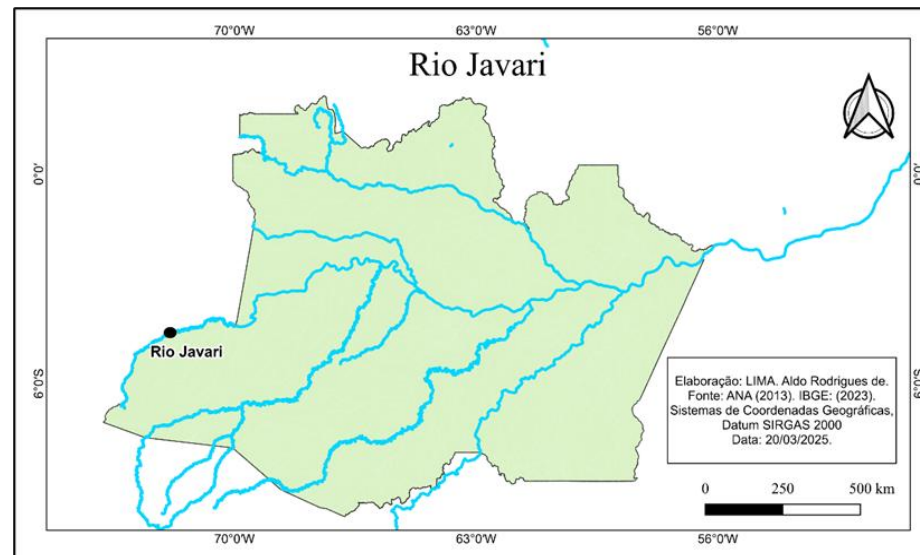 70°0'W 63°0'W 56°0'W
Rio Javari
0°0' 0°0'
Rio Javari
6°0'S 6°0'S
Elaboração: LIMA. Aldo Rodrigues de.
Fonte: ANA (2013). IBGE: (2023).
Sistemas de Coordenadas Geográficas,
Datum SIRGAS 2000
Data: 20/03/2025.
0 250 500 km
70°0'W 63°0'W 56°0'W